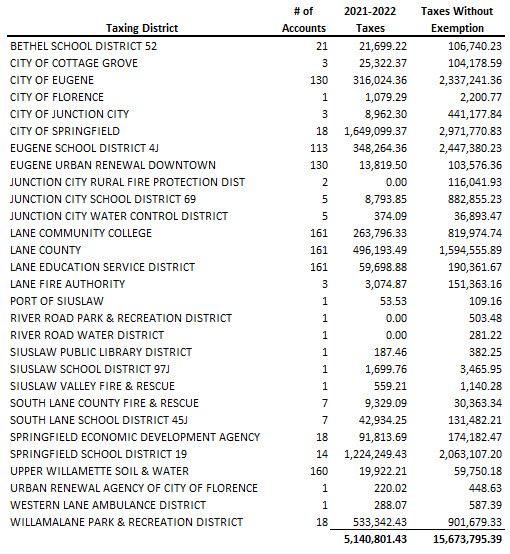 # of 2021-2022 Taxes Without
Taxing District Accounts Taxes Exemption
BETHEL SCHOOL DISTRICT 52 21 21,699.22 106,740.23
CITY OF COTTAGE GROVE 3 25,322.37 104,178.59
CITY OF EUGENE 130 316,024.36 2,337,241.36
CITY OF FLORENCE 1 1,079.29 2,200.77
CITY OF JUNCTION CITY 3 8,962.30 441,177.84
CITY OF SPRINGFIELD 18 1,649,099.37 2,971,770.83
EUGENE SCHOOL DISTRICT 4J 113 348,264.36 2,447,380.23
EUGENE URBAN RENEWAL DOWNTOWN 130 13,819.50 103,576.36
JUNCTION CITY RURAL FIRE PROTECTION DIST 2 0.00 116,041.93
JUNCTION CITY SCHOOL DISTRICT 69 5 8,793.85 882,855.23
JUNCTION CITY WATER CONTROL DISTRICT 5 374.09 36,893.47
LANE COMMUNITY COLLEGE 161 263,796.33 819,974.74
LANE COUNTY 161 496,193.49 1,594,555.89
LANE EDUCATION SERVICE DISTRICT 161 59,698.88 190,361.67
LANE FIRE AUTHORITY 3 3,074.87 151,363.16
PORT OF SIUSLAW 1 53.53 109.16
RIVER ROAD PARK & RECREATION DISTRICT 1 0.00 503.48
RIVER ROAD WATER DISTRICT 1 0.00 281.22
SIUSLAW PUBLIC LIBRARY DISTRICT 1 187.46 382.25
SIUSLAW SCHOOL DISTRICT 97J 1 1,699.76 3,465.95
SIUSLAW VALLEY FIRE & RESCUE 1 559.21 1,140.28
SOUTH LANE COUNTY FIRE & RESCUE 7 9,329.09 30,363.34
SOUTH LANE SCHOOL DISTRICT 45J 7 42,934.25 131,482.21
SPRINGFIELD ECONOMIC DEVELOPMENT AGENCY 18 91,813.69 174,182.47
SPRINGFIELD SCHOOL DISTRICT 19 14 1,224,249.43 2,063,107.20
UPPER WILLAMETTE SOIL & WATER 160 19,922.21 59,750.18
URBAN RENEWAL AGENCY OF CITY OF FLORENCE 1 220.02 448.63
WESTERN LANE AMBULANCE DISTRICT 1 288.07 587.39
WILLAMALANE PARK & RECREATION DISTRICT 18 533,342.43 901,679.33
5,140,801.43 15,673,795.39